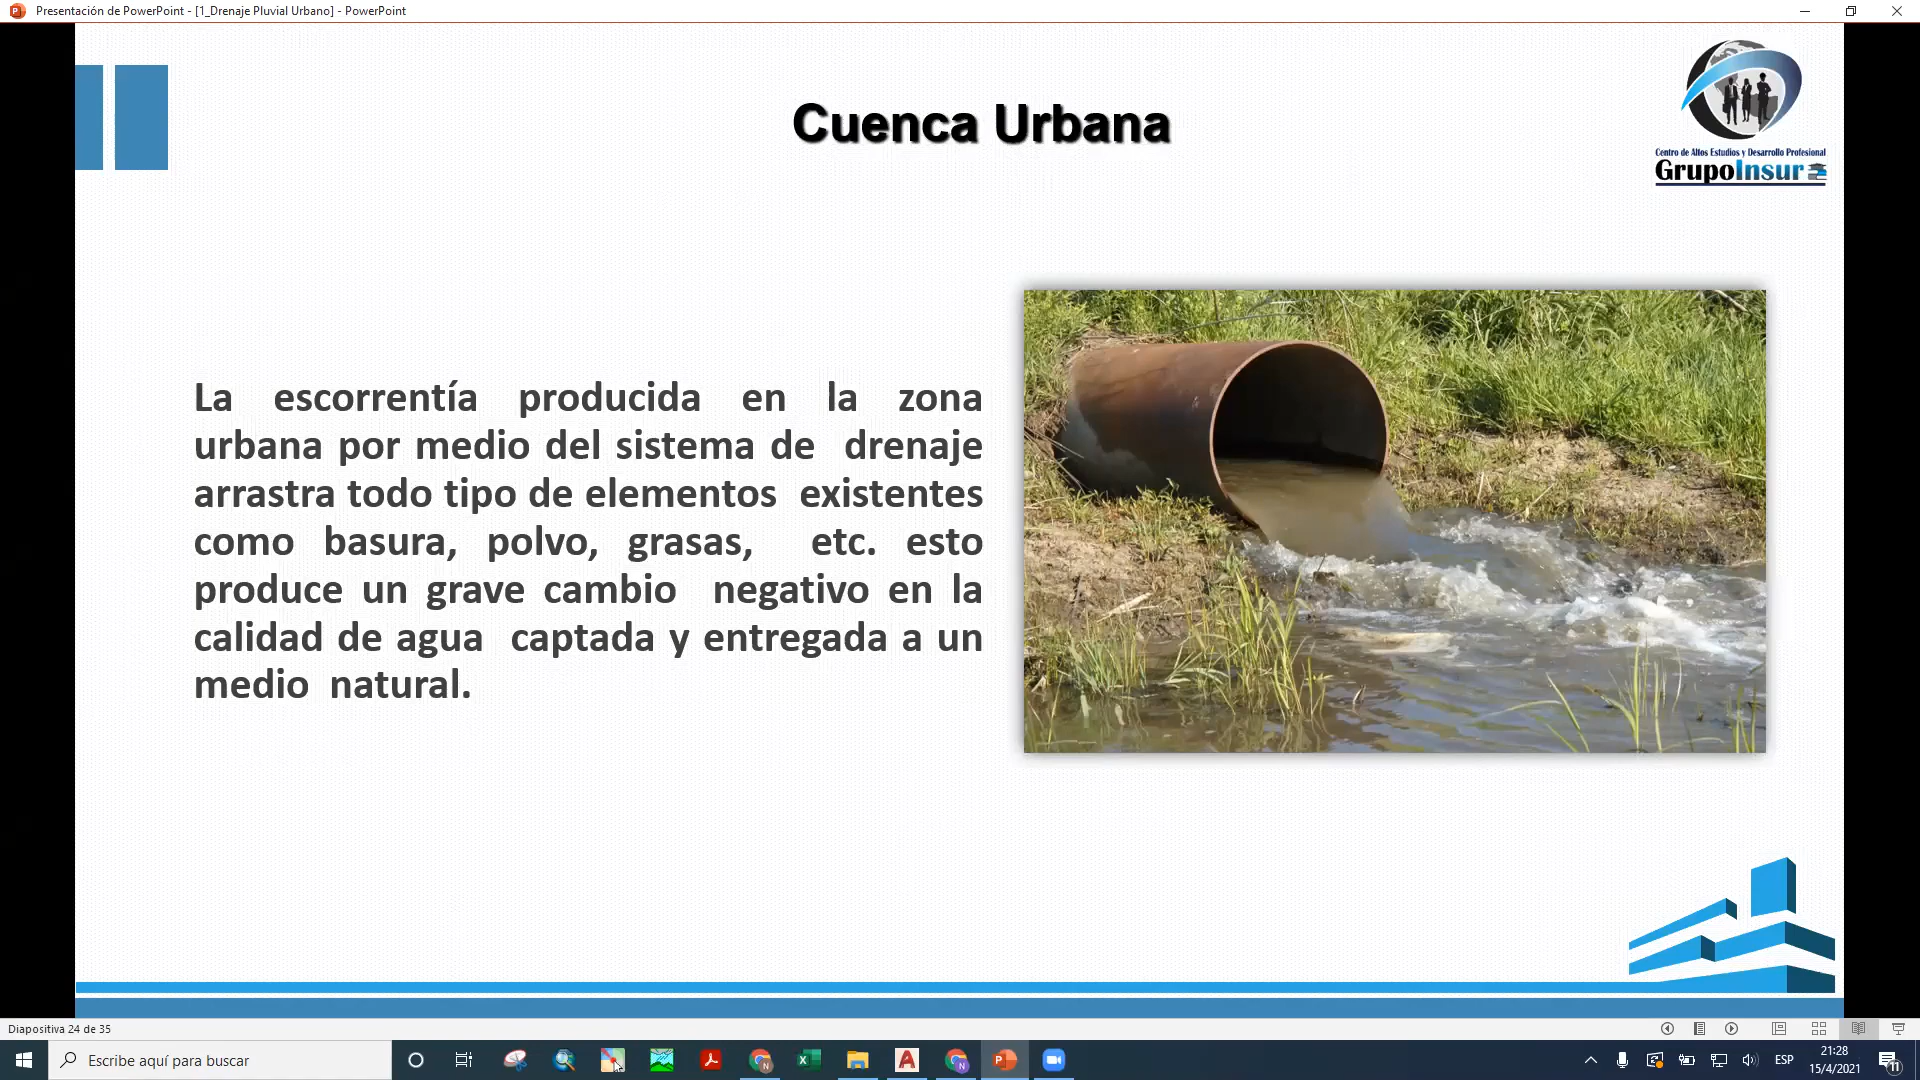 Presentación de PowerPoint - [1_Drenaje Pluvial Urbano] - PowerPoint
Cuenca Urbana
Centro de Altos Estudios y Desarrollo Profesional
GrupoInsur
La escorrentía producida en la zona
urbana por medio del sistema de drenaje
arrastra todo tipo de elementos existentes
como basura, polvo, grasas, etc. esto
produce un grave cambio negativo en la
calidad de agua captada y entregada a un
medio natural.
Diapositiva 24 de 35
Escribe aquí para buscar
ESP
21:28
15/4/2021
11